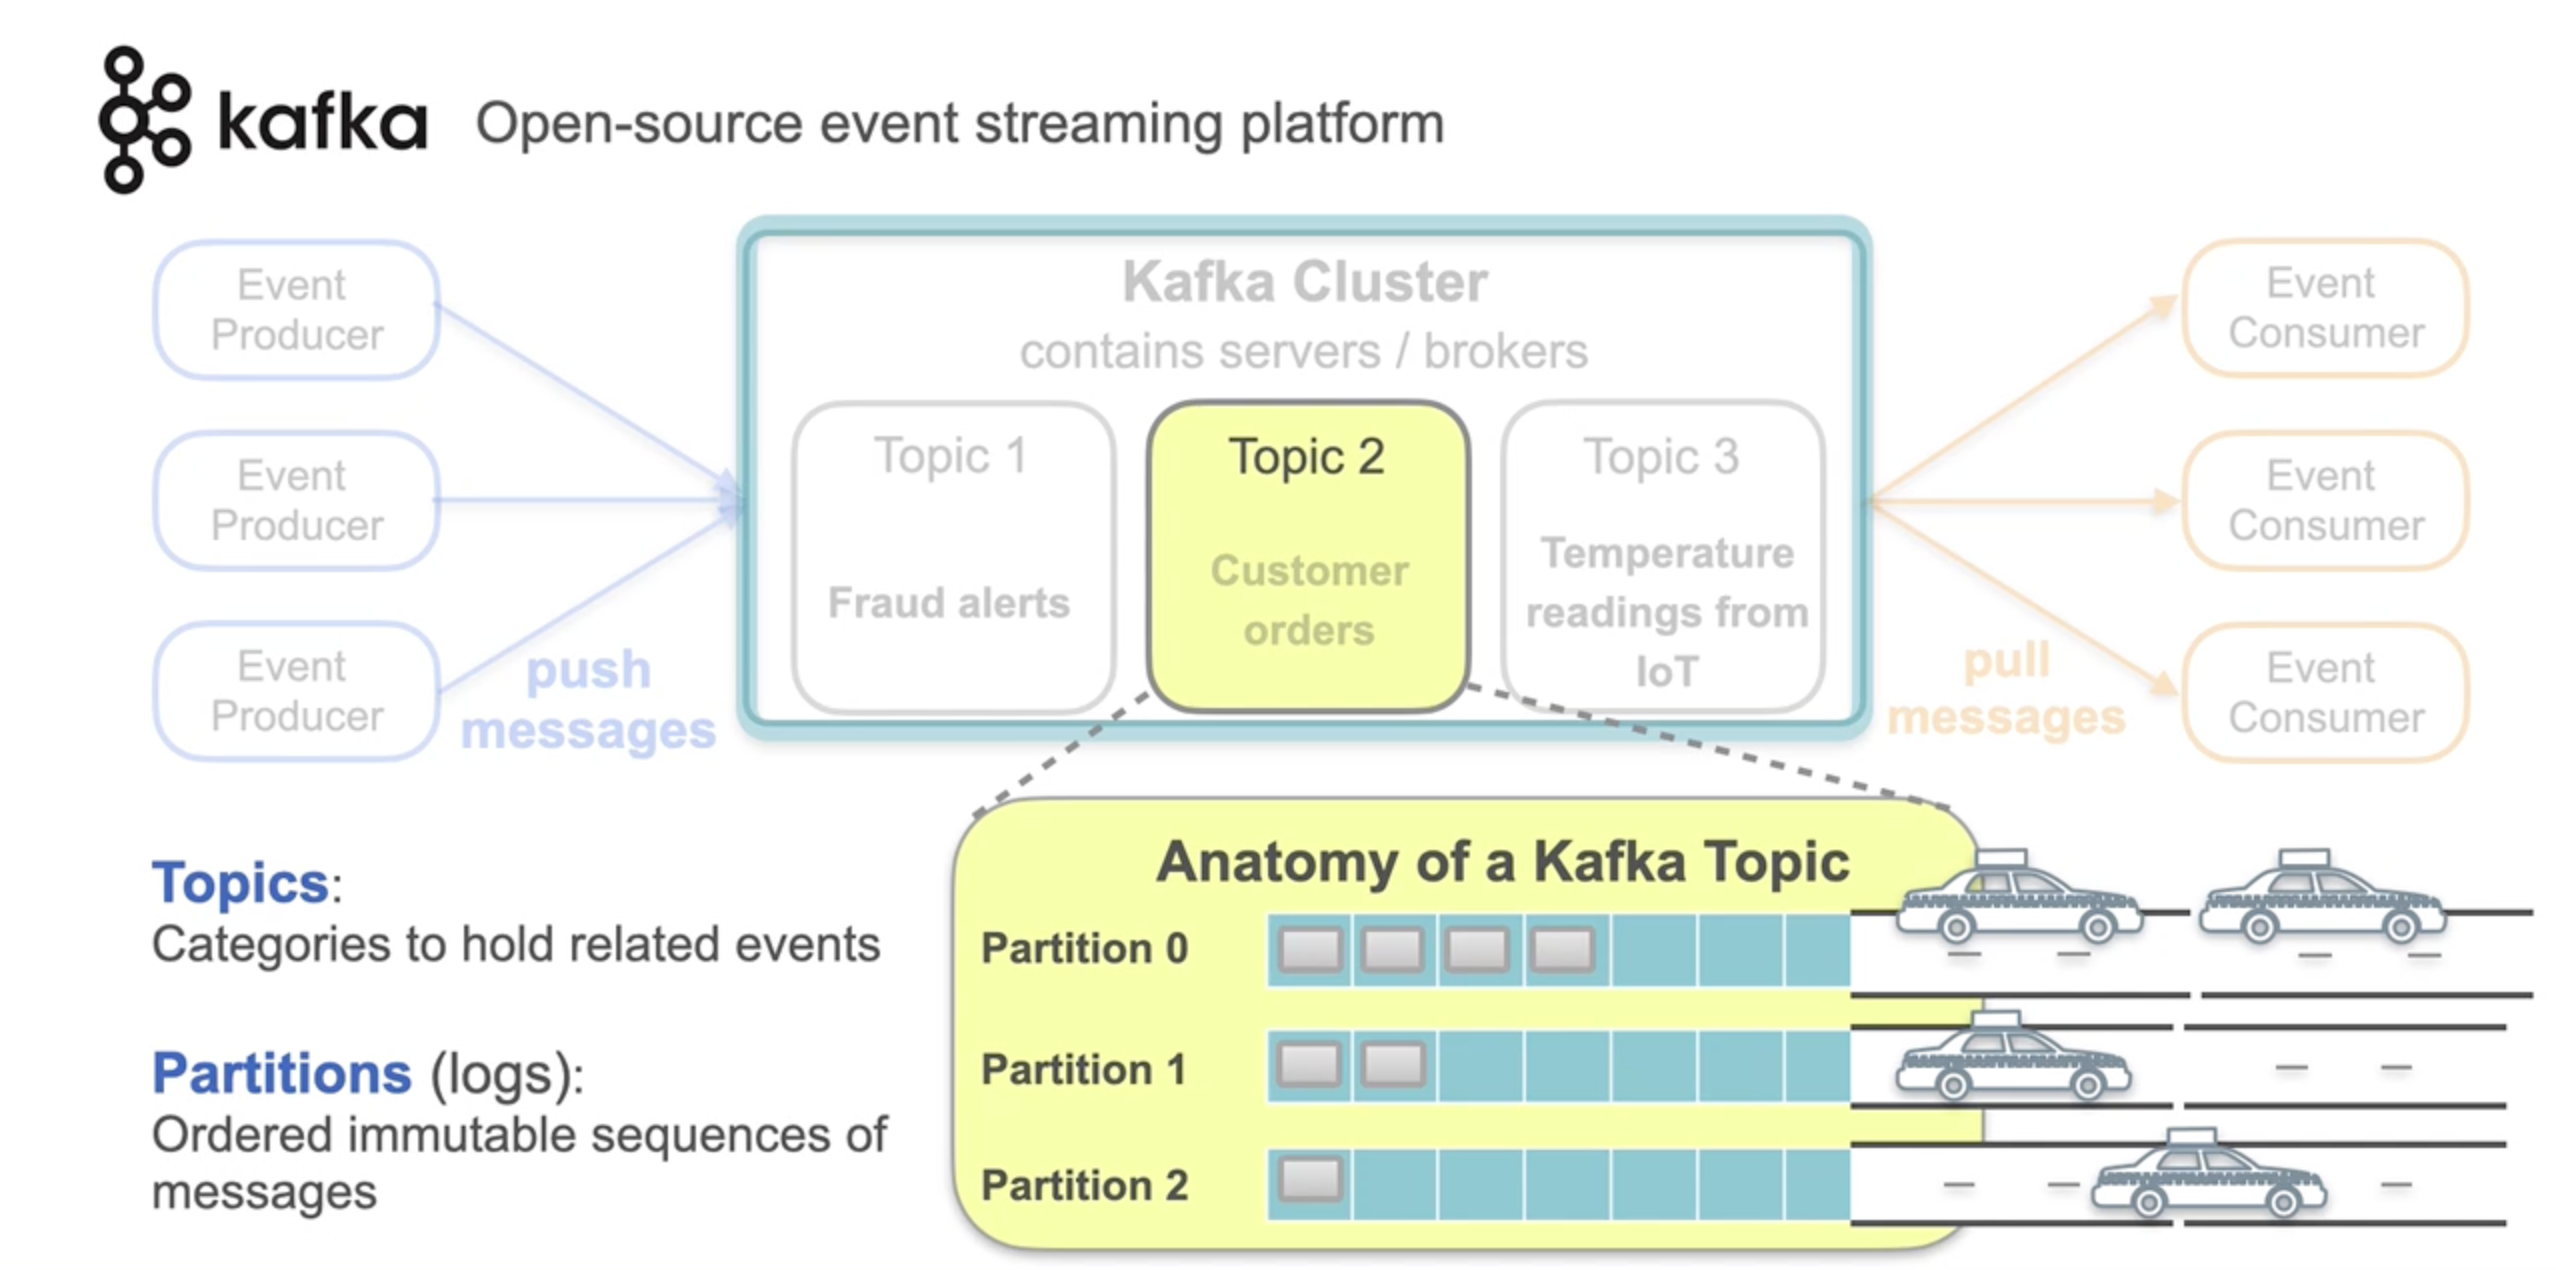 kafka Open-source event streaming platform
Event
Producer
Event
Producer
Event
Producer
push
messages
Kafka Cluster
contains servers / brokers
Topic 1
Fraud alerts
Topic 2
Customer
orders
Topic 3
Temperature
readings from
IoT
pull
messages
Event
Consumer
Event
Consumer
Event
Consumer
Topics:
Categories to hold related events
Partitions (logs):
Ordered immutable sequences of
messages
Anatomy of a Kafka Topic
Partition 0
Partition 1
Partition 2